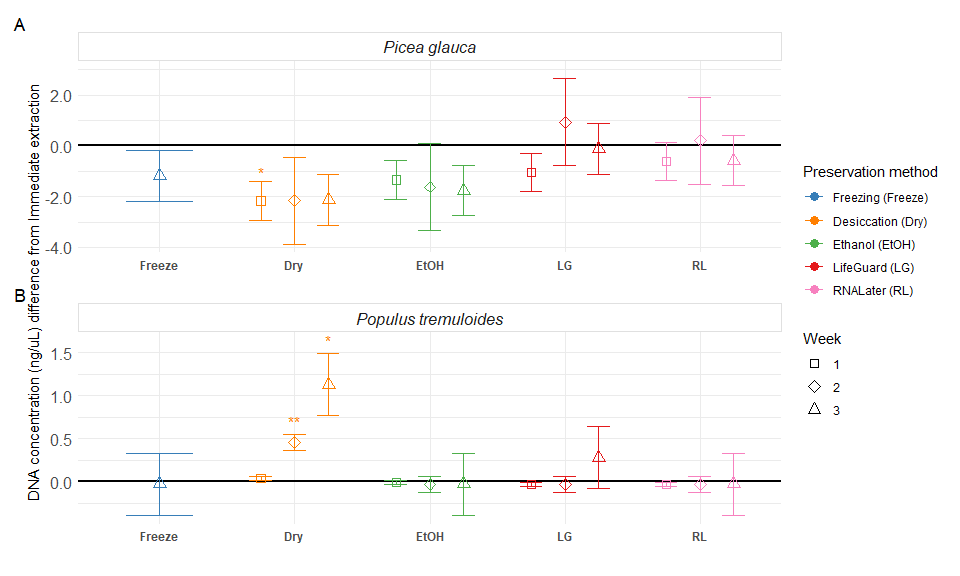 A
Picea glauca
DNA concentration (ng/uL) difference from Immediate extraction
2.0
0.0
-2.0
-4.0
*
Freeze
Dry
EtOH
LG
RL
B
Populus tremuloides
1.5
1.0
0.5
0.0
**
*
Freeze
Dry
EtOH
LG
RL
Preservation method
Freezing (Freeze)
Desiccation (Dry)
Ethanol (EtOH)
LifeGuard (LG)
RNALater (RL)
Week
1
2
3